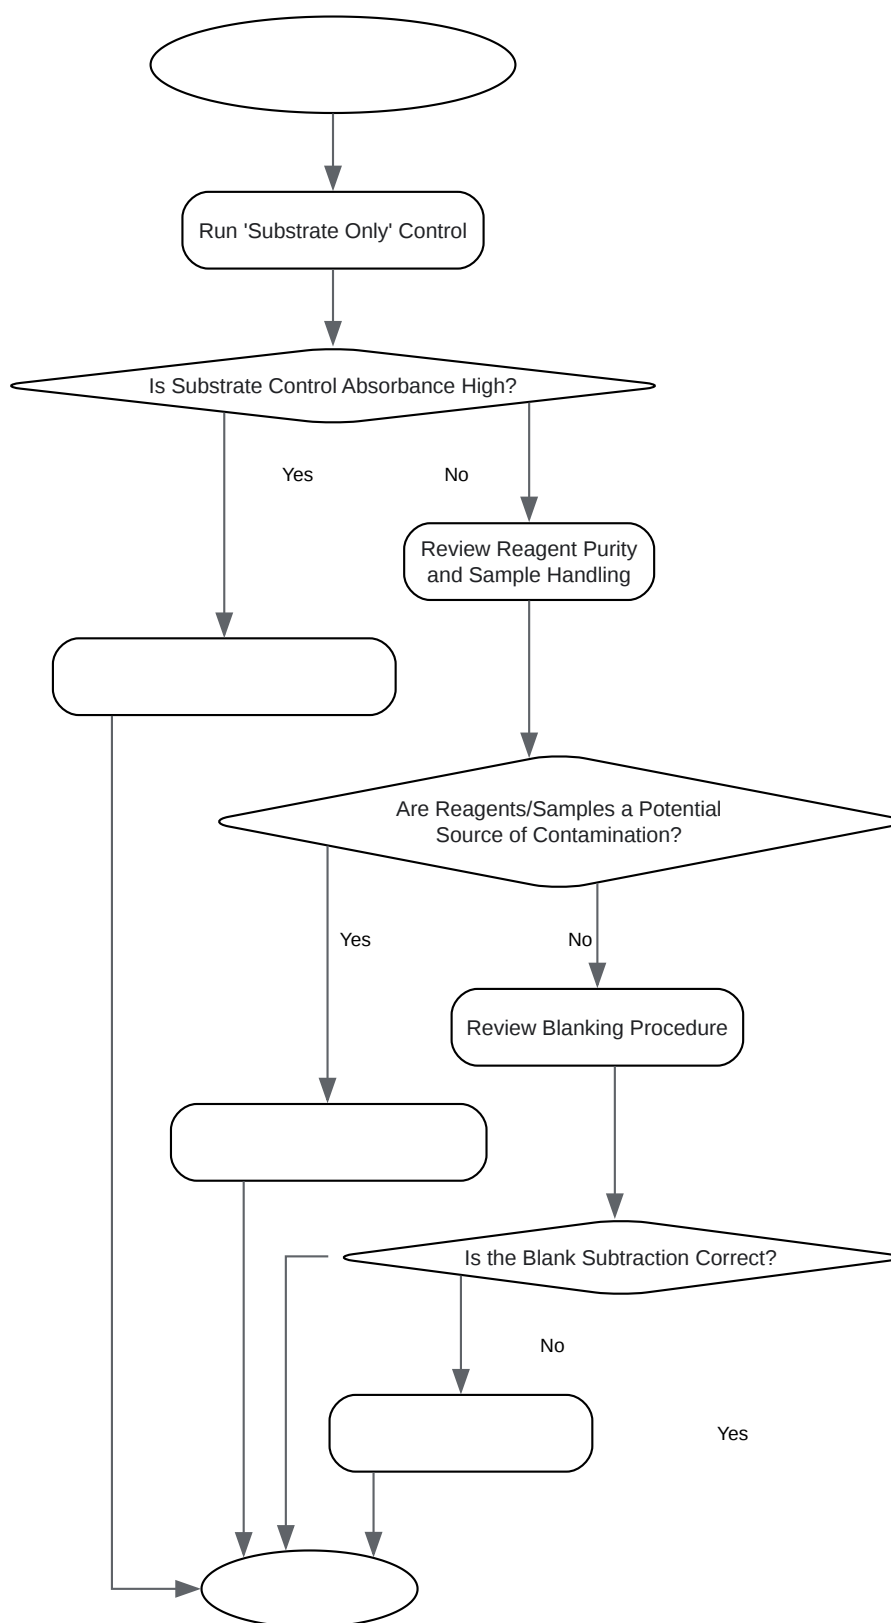 Run 'Substrate Only' Control
Is Substrate Control Absorbance High?
Yes
No
Review Reagent Purity
and Sample Handling
Are Reagents/Samples a Potential
Source of Contamination?
Yes
No
Review Blanking Procedure
Is the Blank Subtraction Correct?
No
Yes